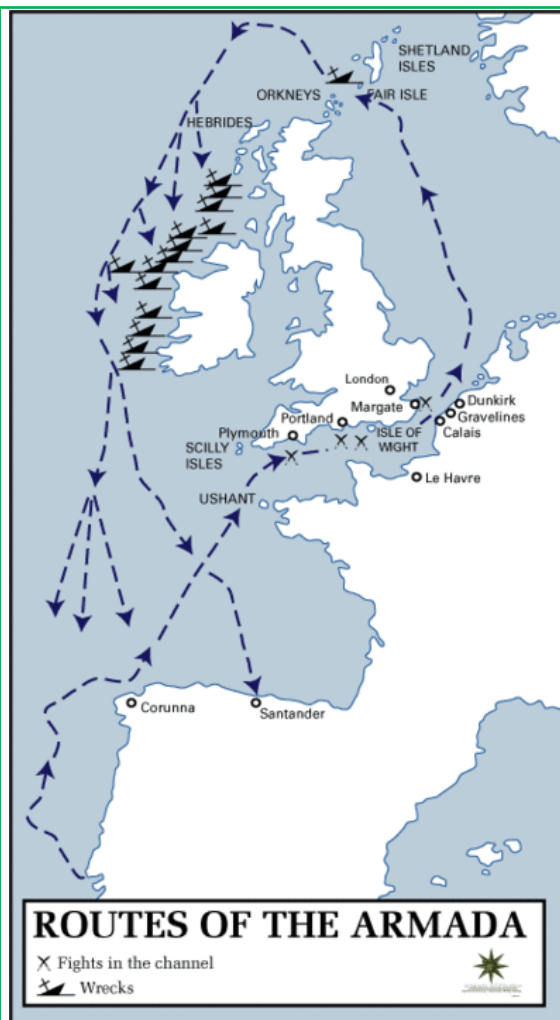 SHETLAND
ISLES
ORKNEYS
FAIR ISLE
HEBRIDES
London
Margate
Dunkirk
Gravelines
Calais
Portland
Plymouth
ISLE OF
WIGHT
SCILLY
ISLES
USHANT
Le Havre
Corunna
Santander
ROUTES OF THE ARMADA
Fights in the channel
Wrecks